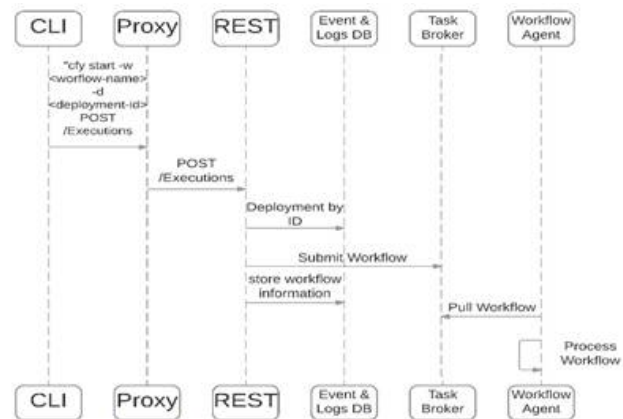 CLI
Proxy
REST
Event &
Logs DB
Task
Broker
Workflow
Agent
"cfy start -w
<worflow-name>
-d
<deployment-id>
POST
/Executions
POST
/Executions
Deployment by
ID
Submit Workflow
store workflow
information
Pull Workflow
Process
Workflow
CLI
Proxy
REST
Event &
Logs DB
Task
Broker
Workflow
Agent